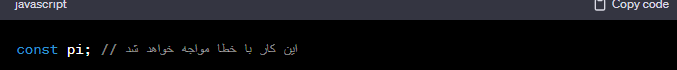 javascript Copy code
const pi; // این کار با خطا مواجه خواهد شد